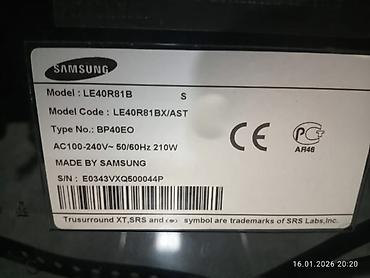 SAMSUNG
Model : LE40R81B S
Model Code : LE40R81BX/AST
Type No.: BP40EO
AC100-240V~ 50/60Hz 210W
MADE BY SAMSUNG
AЯ46
S/N : E0343VXQ500044P
Trusurround XT,SRS and symbol are trademarks of SRS Labs,Inc.
16.01.2026 20:20